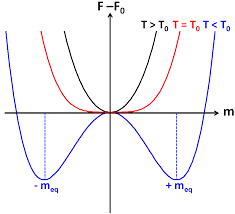 F –F₀
T > T₀ T = T₀ T < T₀
m
- m_eq + m_eq